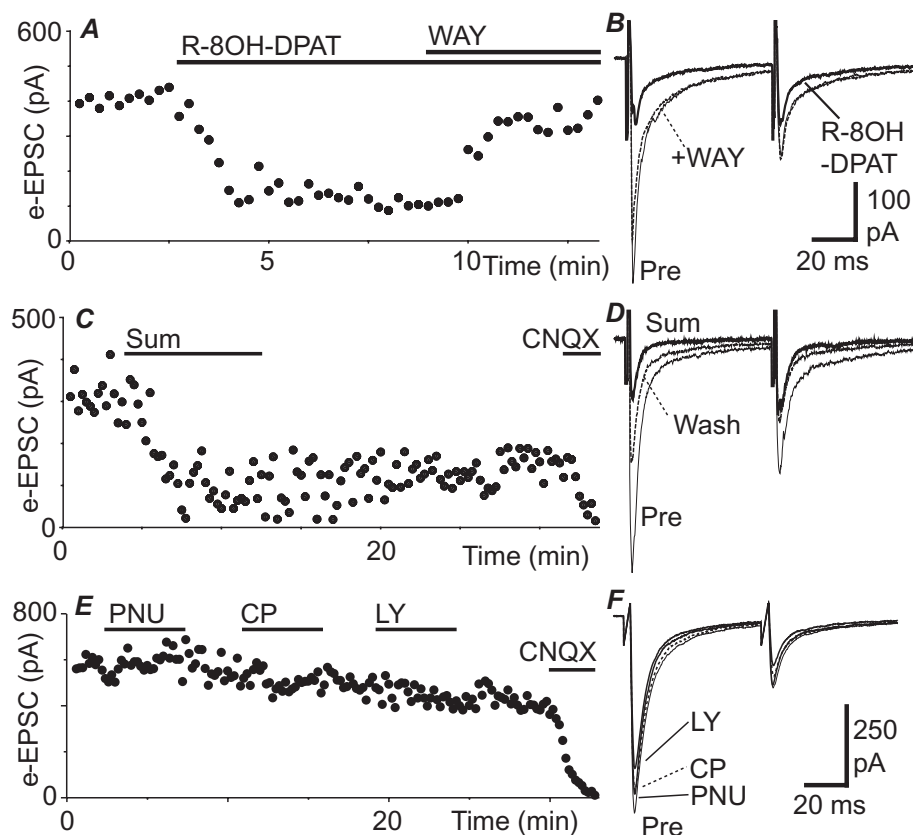 A
B
600
R-8OH-DPAT
WAY
e-EPSC (pA)
0
0
5
10
Time (min)
+WAY
R-8OH
-DPAT
100
pA
20 ms
Pre
C
D
500
Sum
CNQX
e-EPSC (pA)
0
0
20
Time (min)
Sum
Wash
Pre
E
F
800
PNU
CP
LY
CNQX
e-EPSC (pA)
0
0
20
Time (min)
LY
CP
PNU
Pre
250
pA
20 ms